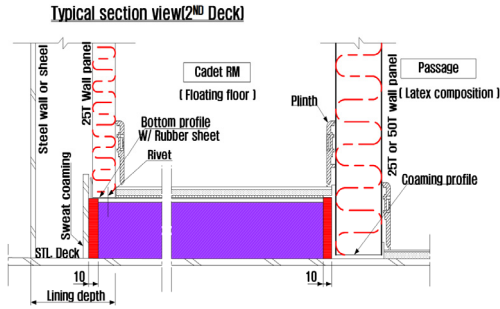 Typical section view(2ND Deck)
Steel wall or sheel
25T Wall panel
Cadet RM
( Floating floor )
Plinth
25T or 50T wall panel
Passage
( Latex composition )
Bottom profile
W/ Rubber sheet
Rivet
Coaming profile
Sweat coaming
STL. Deck
10
10
Lining depth